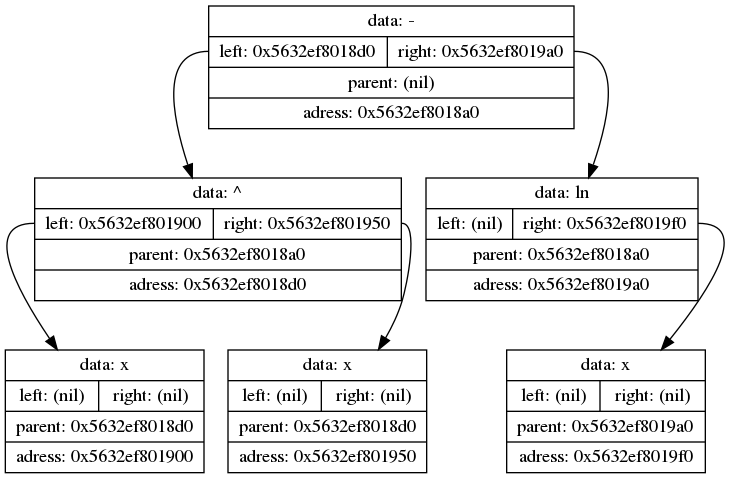 data: -
left: 0x5632ef8018d0 right: 0x5632ef8019a0
parent: (nil)
adress: 0x5632ef8018a0
data: ^
left: 0x5632ef801900 right: 0x5632ef801950
parent: 0x5632ef8018a0
adress: 0x5632ef8018d0
data: ln
left: (nil) right: 0x5632ef8019f0
parent: 0x5632ef8018a0
adress: 0x5632ef8019a0
data: x
left: (nil) right: (nil)
parent: 0x5632ef8018d0
adress: 0x5632ef801900
data: x
left: (nil) right: (nil)
parent: 0x5632ef8018d0
adress: 0x5632ef801950
data: x
left: (nil) right: (nil)
parent: 0x5632ef8019a0
adress: 0x5632ef8019f0